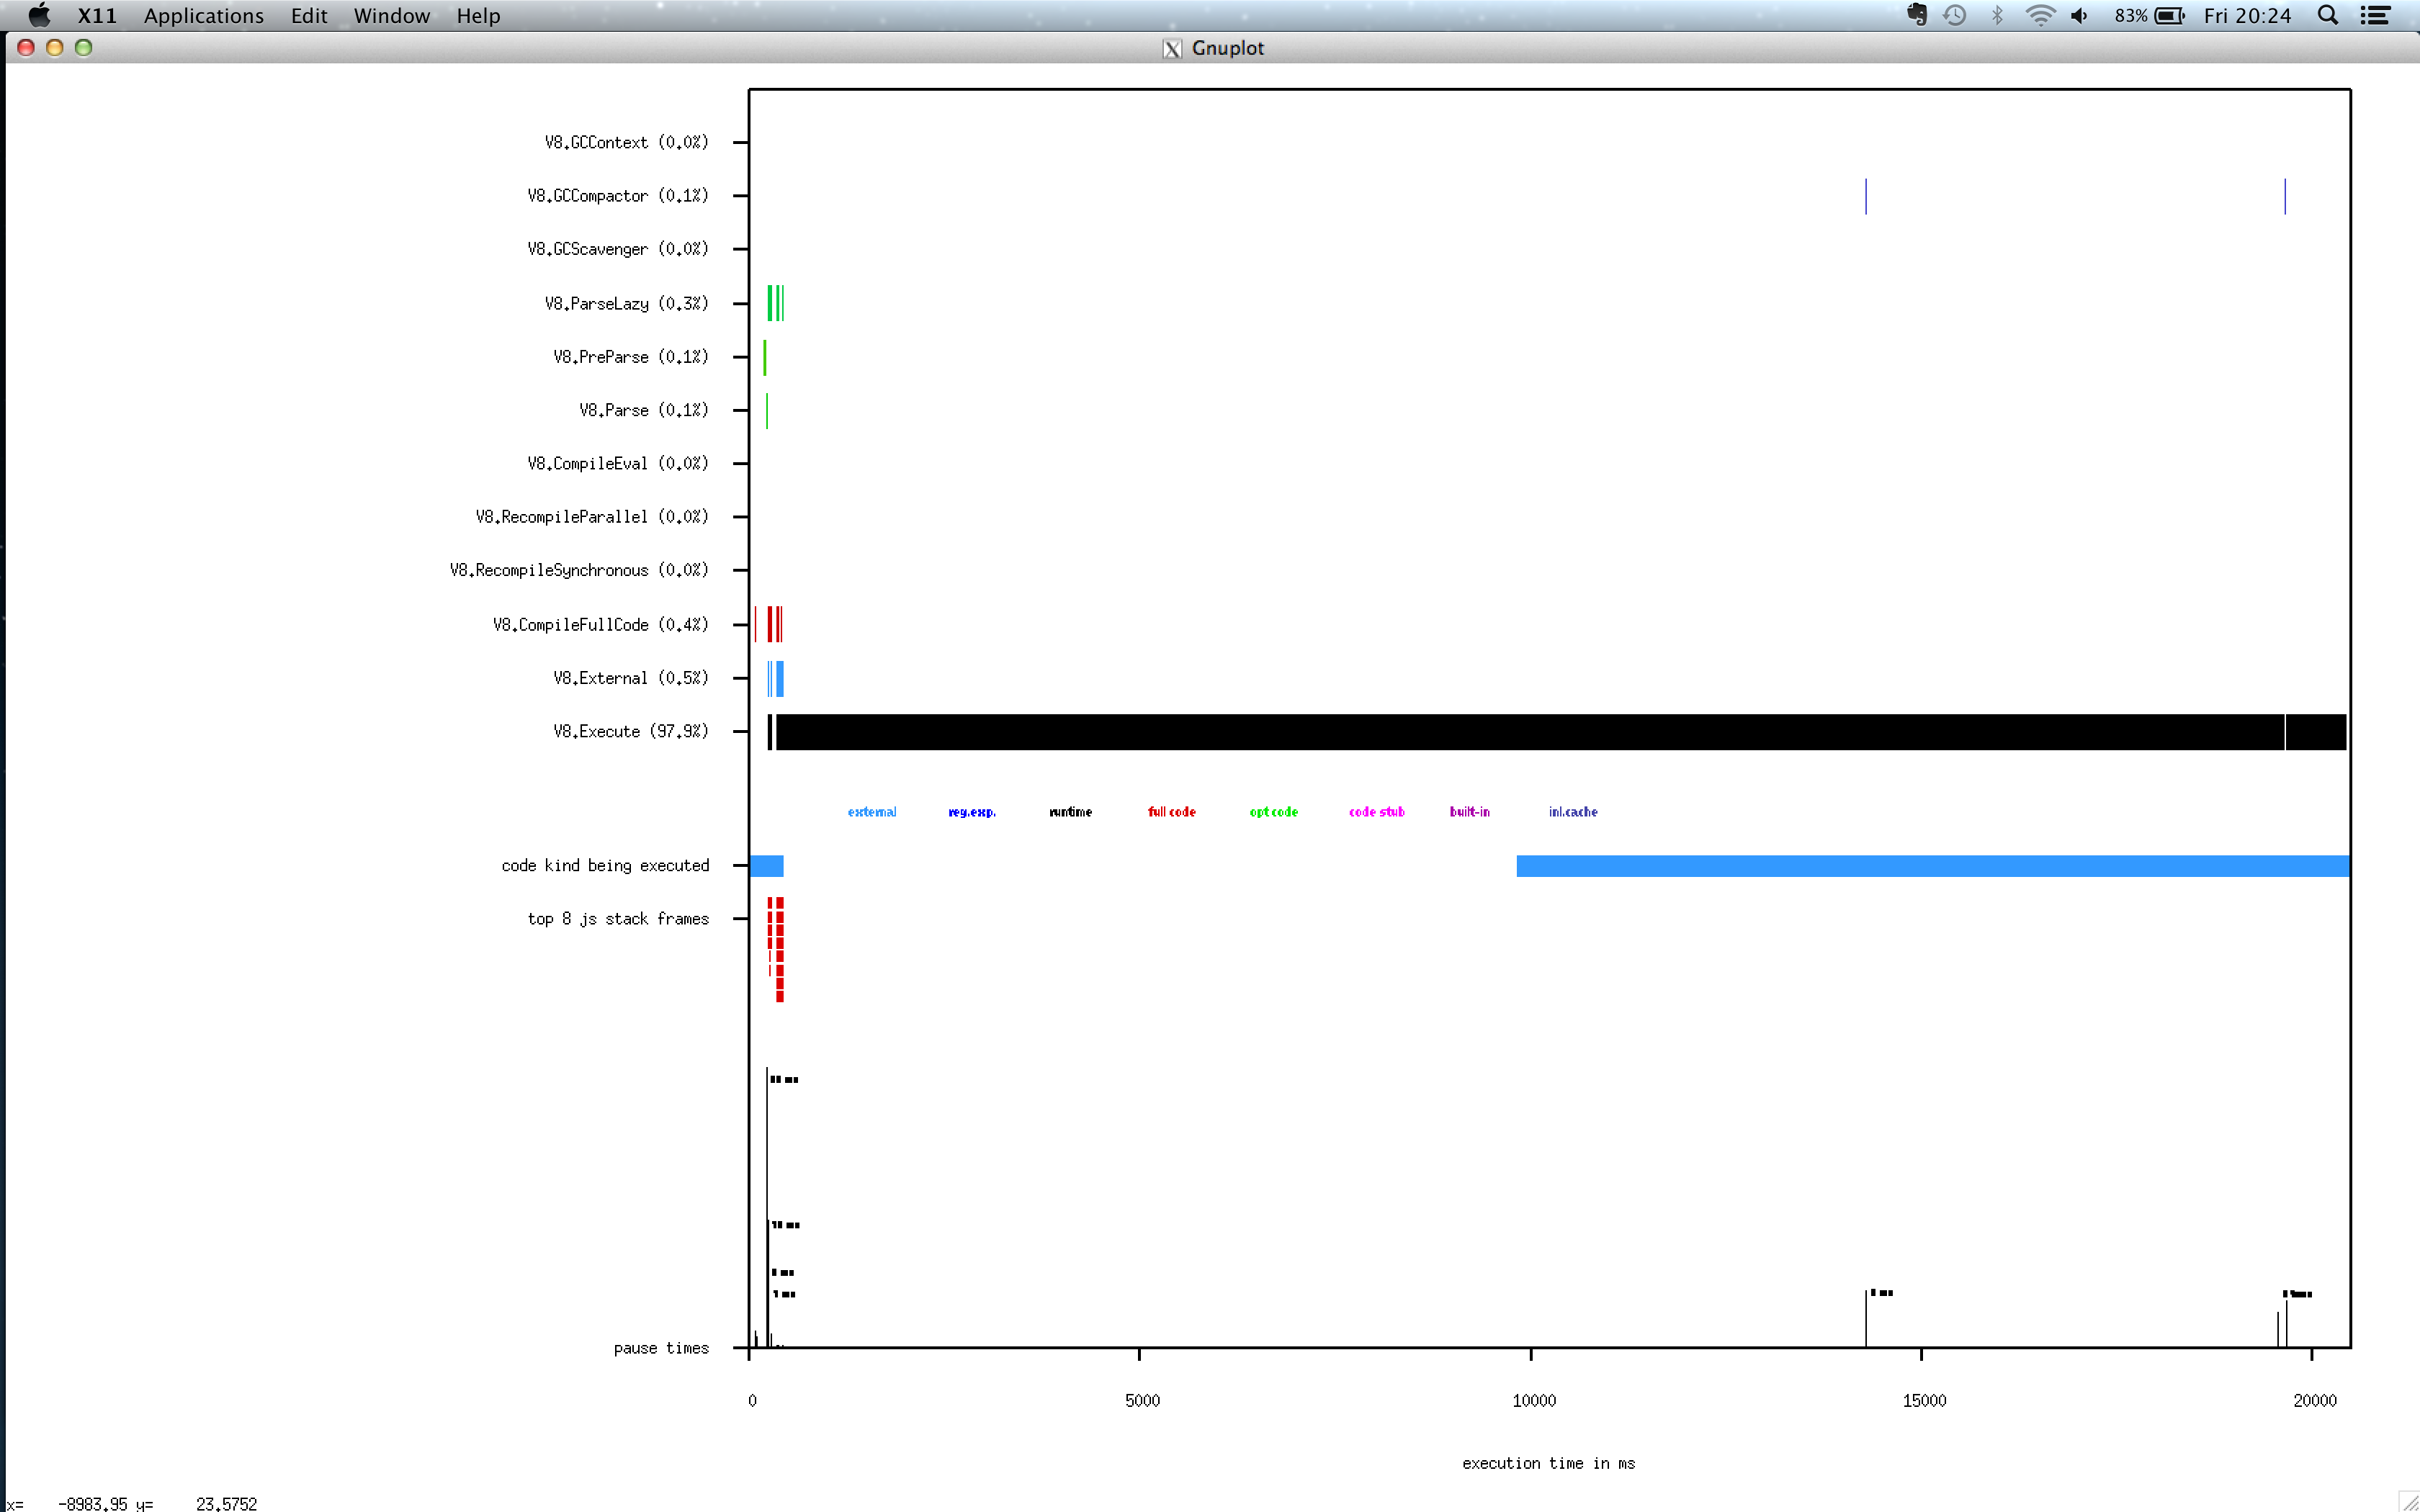 X11 Applications Edit Window Help 83% Fri 20:24
X Gnuplot
V8.GCContext (0.0%)
V8.GCCompactor (0.1%)
V8.GCScavenger (0.0%)
V8.ParseLazy (0.3%)
V8.PreParse (0.1%)
V8.Parse (0.1%)
V8.CompileEval (0.0%)
V8.RecompileParallel (0.0%)
V8.RecompileSynchronous (0.0%)
V8.CompileFullCode (0.4%)
V8.External (0.5%)
V8.Execute (97.9%)
external reg.exp. runtime full code opt code code stub built-in inl.cache
code kind being executed
top 8 js stack frames
pause times
0 5000 10000 15000 20000
execution time in ms
x= -8983.95 y= 23.5752